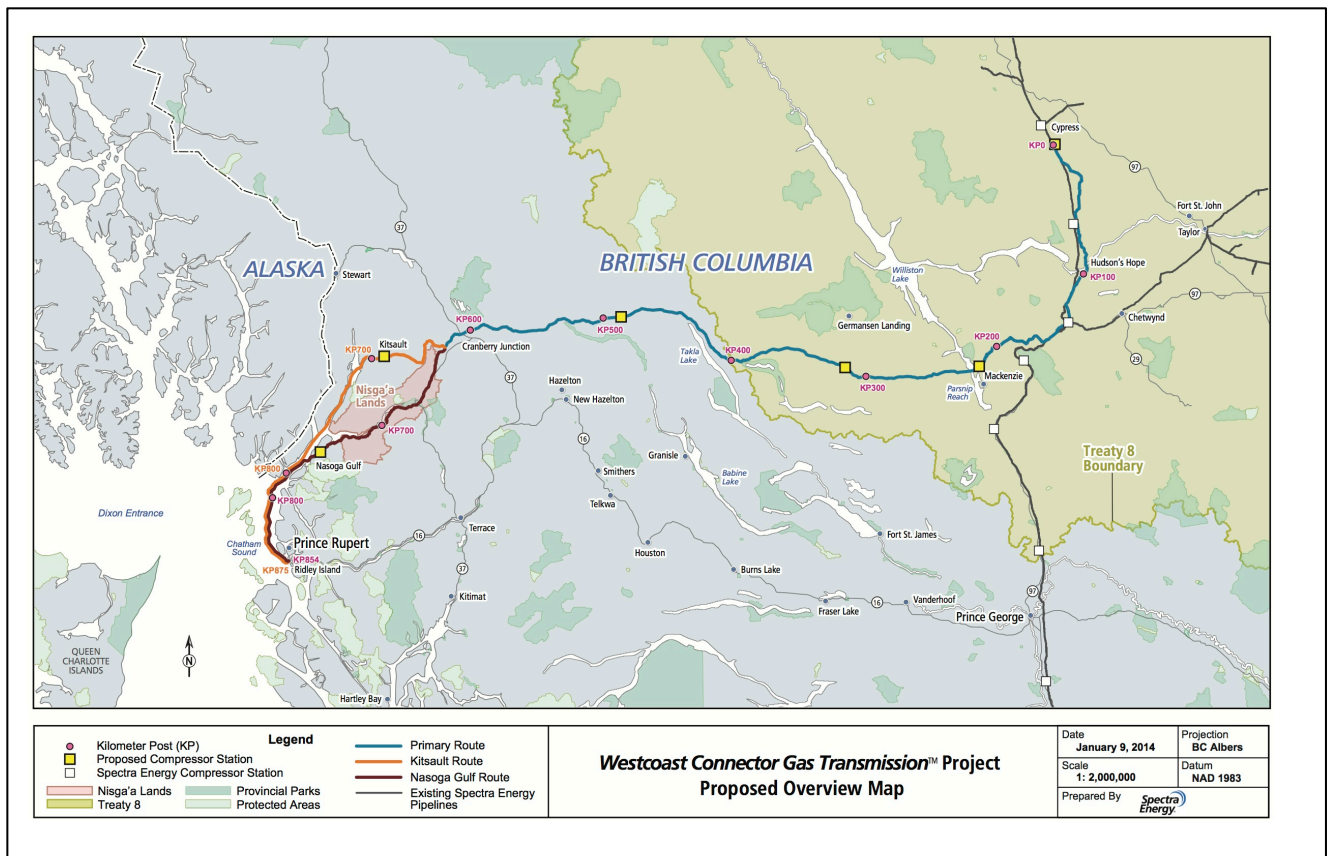 Cypress
KP0
97
Fort St. John
Taylor
37
ALASKA
BRITISH COLUMBIA
Stewart
Williston
Lake
Hudson's Hope
KP100
97
KP600
KP500
Germansen Landing
Chetwynd
KP200
KP700
Kitsault
Cranberry Junction
Takla
Lake
KP400
KP300
Mackenzie
29
Parsnip
Reach
Nisga'a
Lands
37
Hazelton
New Hazelton
KP700
16
KP800
Nasoga Gulf
Granisle
Smithers
Babine
Lake
Treaty 8
Boundary
KP800
Telkwa
Dixon Entrance
Terrace
Chatham
Sound
Prince Rupert
16
Fort St. James
KP854
KP875
Ridley Island
Houston
37
Burns Lake
Kitimat
Fraser Lake
16
Vanderhoof
97
Prince George
QUEEN
CHARLOTTE
ISLANDS
N
Hartley Bay
Legend
Kilometer Post (KP)
Proposed Compressor Station
Spectra Energy Compressor Station
Nisga'a Lands
Provincial Parks
Treaty 8
Protected Areas
Primary Route
Kitsault Route
Nasoga Gulf Route
Existing Spectra Energy
Pipelines
Westcoast Connector Gas Transmission™ Project
Proposed Overview Map
Date
January 9, 2014
Projection
BC Albers
Scale
1: 2,000,000
Datum
NAD 1983
Prepared By
Spectra
Energy